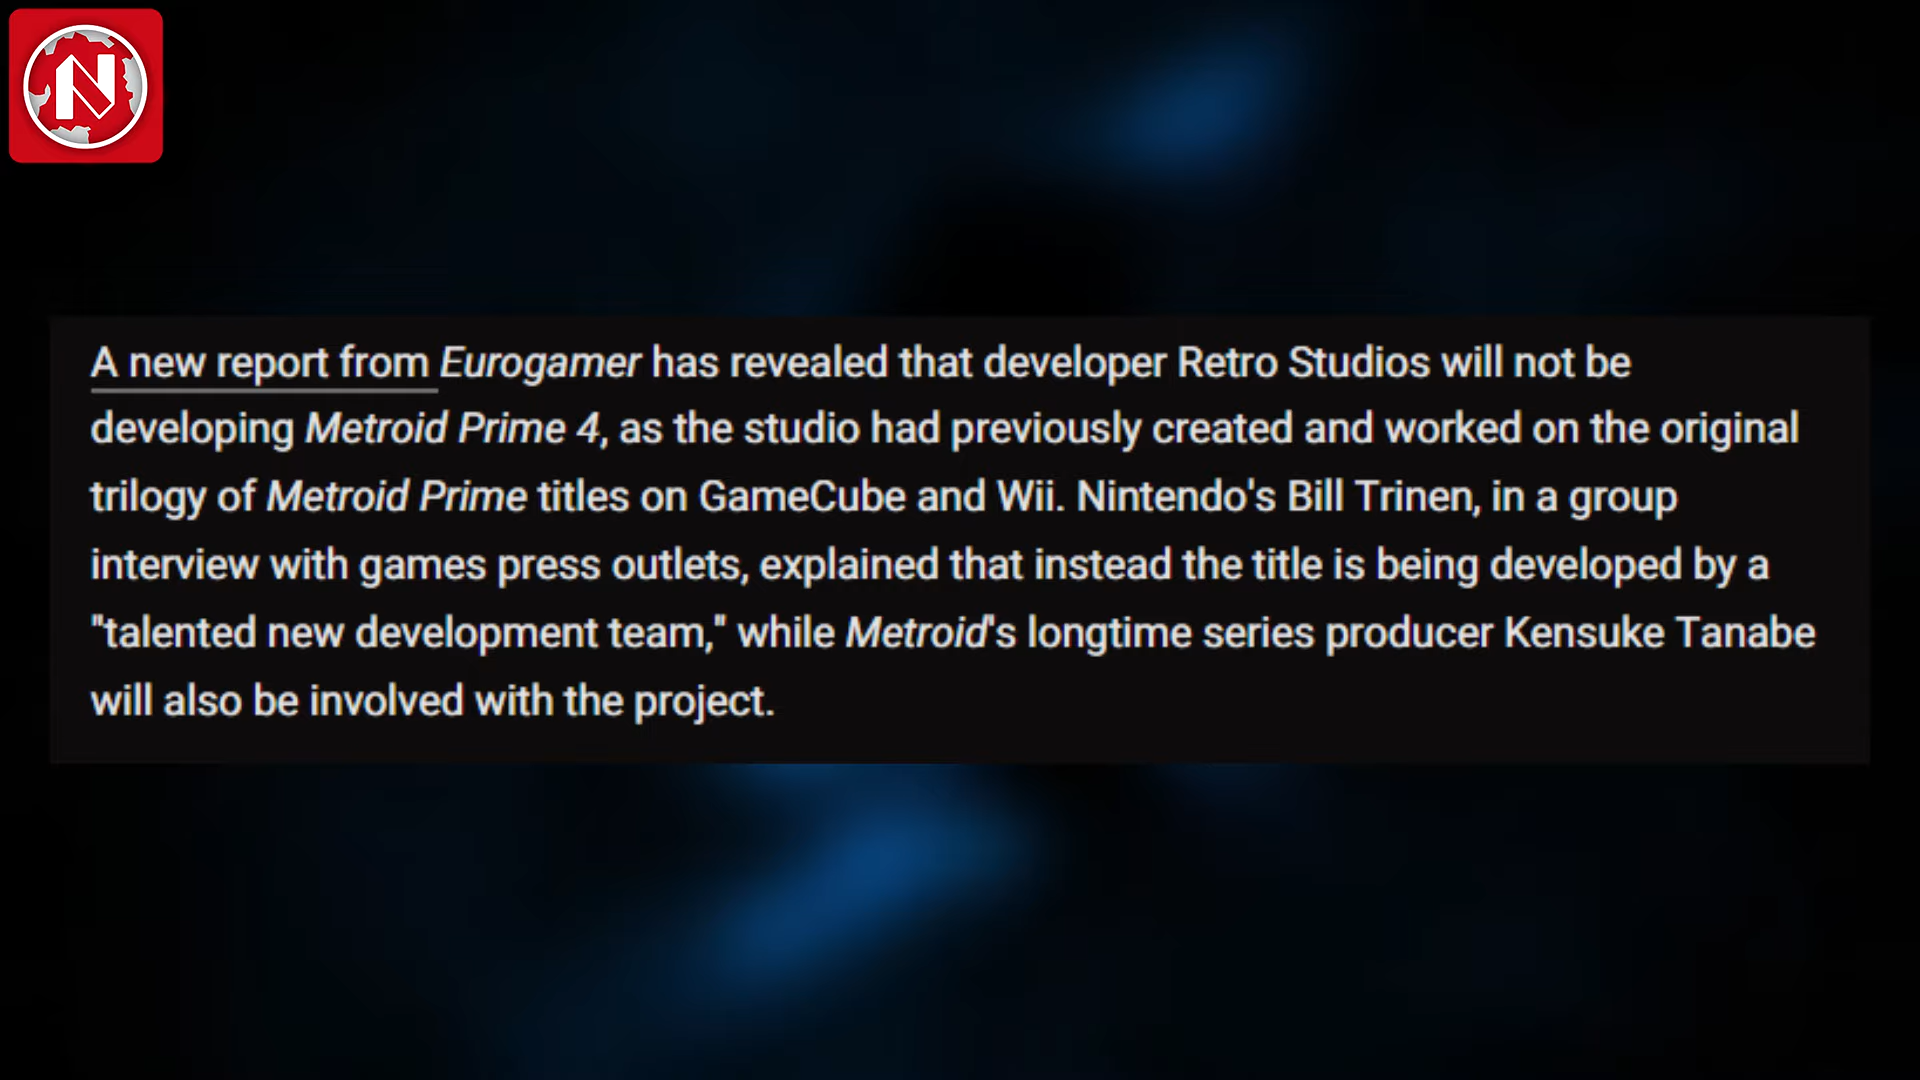 N
A new report from Eurogamer has revealed that developer Retro Studios will not be
developing Metroid Prime 4, as the studio had previously created and worked on the original
trilogy of Metroid Prime titles on GameCube and Wii. Nintendo's Bill Trinen, in a group
interview with games press outlets, explained that instead the title is being developed by a
"talented new development team," while Metroid's longtime series producer Kensuke Tanabe
will also be involved with the project.